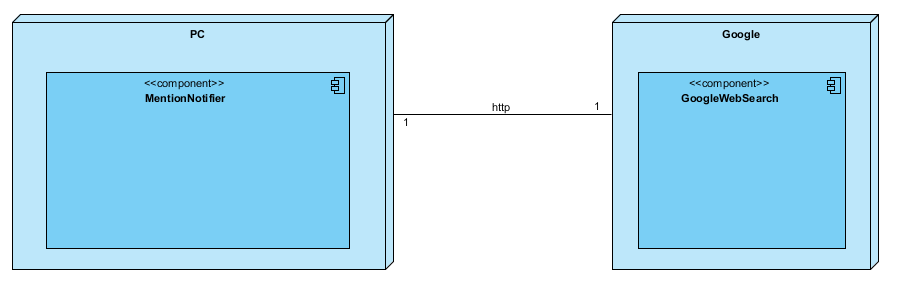 PC
<<component>>
MentionNotifier
1
http
1
Google
<<component>>
GoogleWebSearch